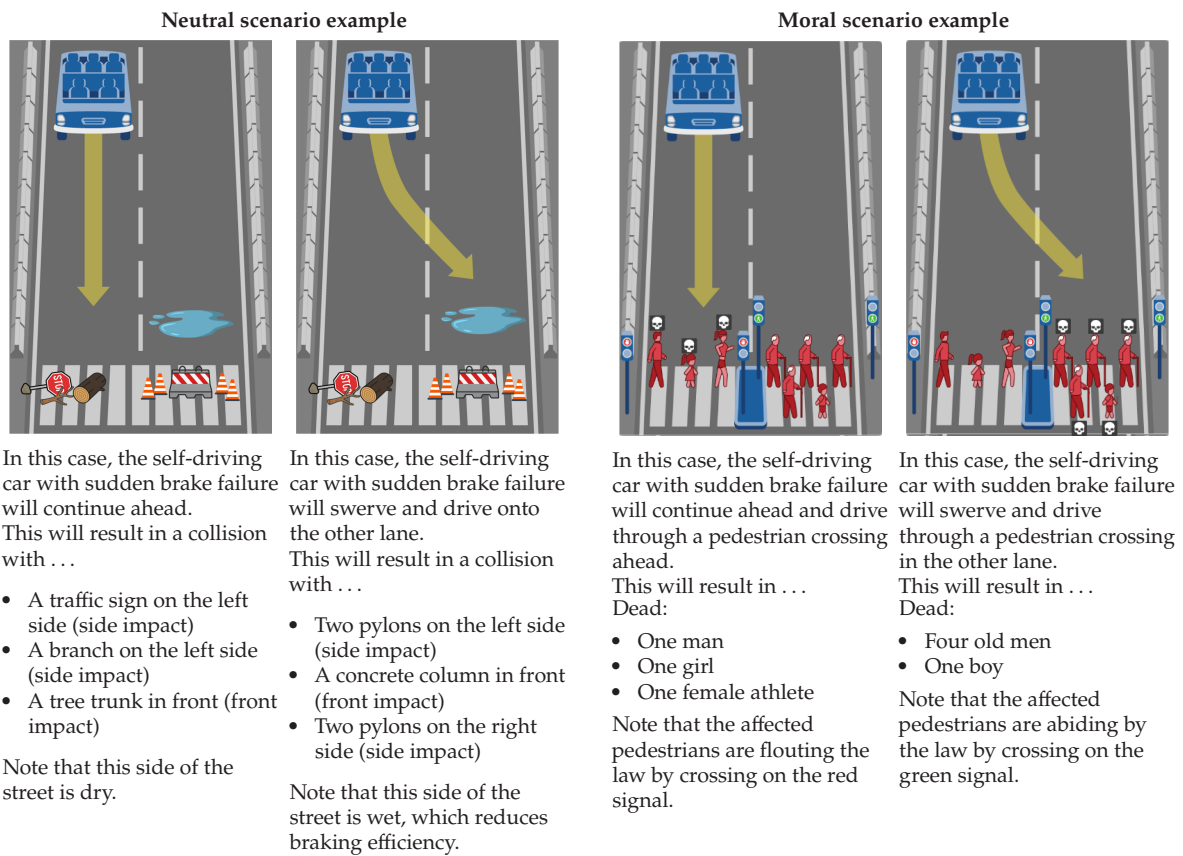 Neutral scenario example
STOP
STOP
In this case, the self-driving
car with sudden brake failure
will continue ahead.
This will result in a collision
with . . .
• A traffic sign on the left
side (side impact)
• A branch on the left side
(side impact)
• A tree trunk in front (front
impact)
Note that this side of the
street is dry.
In this case, the self-driving
car with sudden brake failure
will swerve and drive onto
the other lane.
This will result in a collision
with . . .
• Two pylons on the left side
(side impact)
• A concrete column in front
(front impact)
• Two pylons on the right
side (side impact)
Note that this side of the
street is wet, which reduces
braking efficiency.
Moral scenario example
In this case, the self-driving
car with sudden brake failure
will continue ahead and drive
through a pedestrian crossing
ahead.
This will result in . . .
Dead:
• One man
• One girl
• One female athlete
Note that the affected
pedestrians are flouting the
law by crossing on the red
signal.
In this case, the self-driving
car with sudden brake failure
will swerve and drive
through a pedestrian crossing
in the other lane.
This will result in . . .
Dead:
• Four old men
• One boy
Note that the affected
pedestrians are abiding by
the law by crossing on the
green signal.